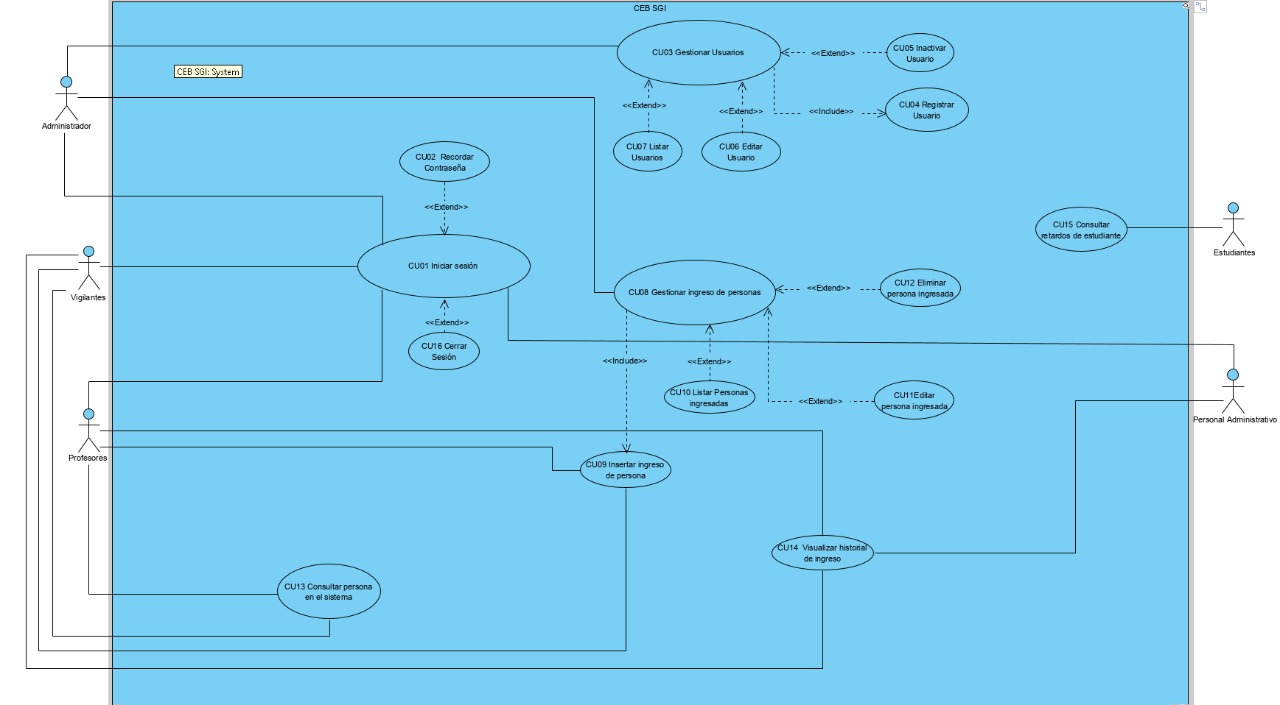 CEB SGI
CU03 Gestionar Usuarios
<<Extend>>
CU05 Inactivar
Usuario
CEB SGI: System
<<Extend>>
<<Extend>>
<<Include>>
CU04 Registrar
Usuario
Administrador
CU07 Listar
Usuarios
CU06 Editar
Usuario
CU02 Recordar
Contraseña
<<Extend>>
CU15 Consultar
retardos de estudiante
Estudiantes
CU01 Iniciar sesión
Vigilantes
CU08 Gestionar ingreso de personas
<<Extend>>
CU12 Eliminar
persona ingresada
<<Extend>>
CU16 Cerrar
Sesión
<<Include>>
<<Extend>>
CU10 Listar Personas
ingresadas
<<Extend>>
CU11Editar
persona ingresada
Personal Administrativo
Profesores
CU09 Insertar ingreso
de persona
CU14 Visualizar historial
de ingreso
CU13 Consultar persona
en el sistema